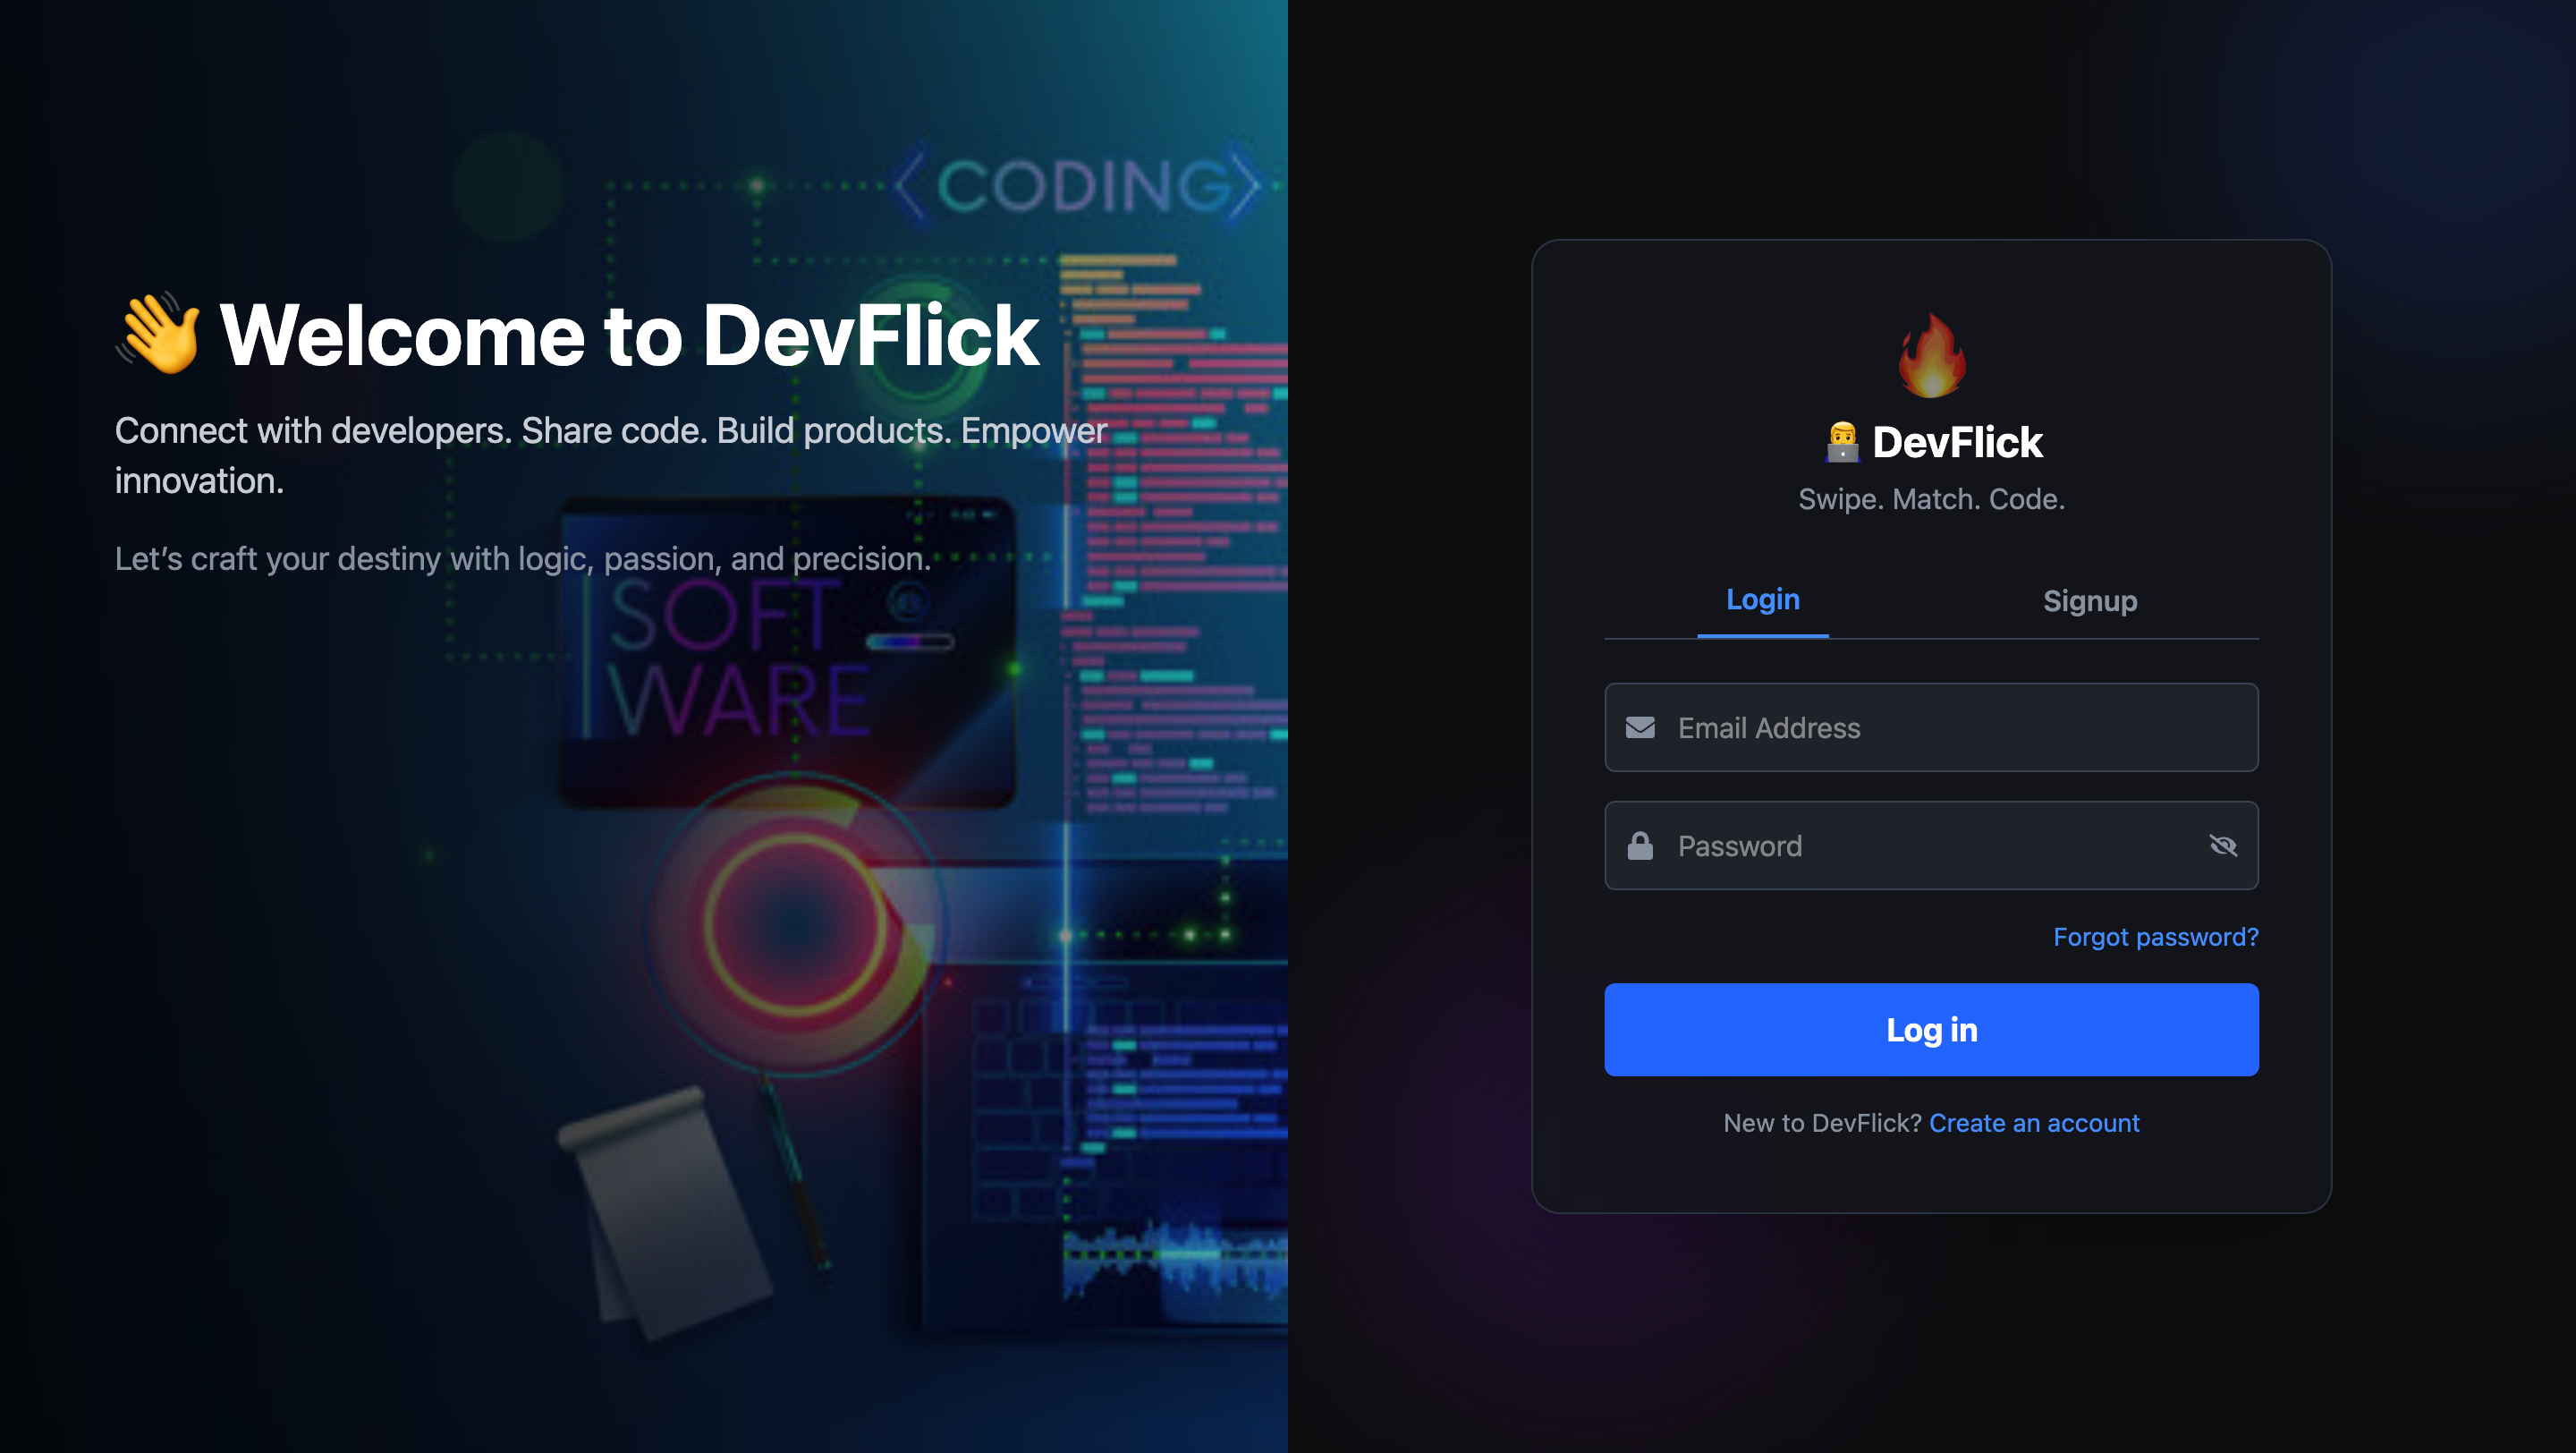 CODING
👋 Welcome to DevFlick
Connect with developers. Share code. Build products. Empower
innovation.
Let’s craft your destiny with logic, passion, and precision.
SOFT
WARE
👨‍💻 DevFlick
Swipe. Match. Code.
Login
Signup
Email Address
Password
Forgot password?
Log in
New to DevFlick? Create an account